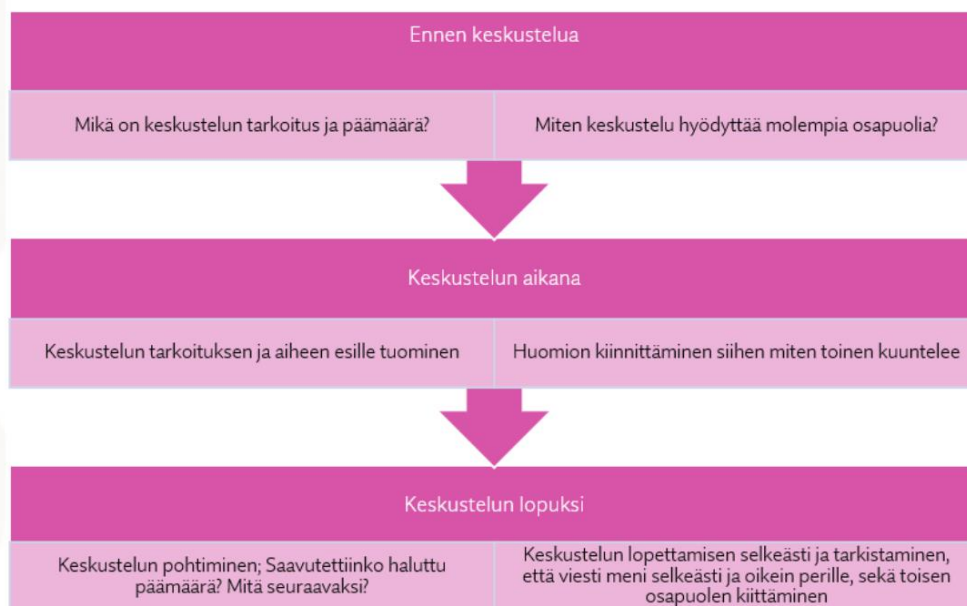 Ennen keskustelua
Mikä on keskustelun tarkoitus ja päämäärä?
Miten keskustelu hyödyttää molempia osapuolia?
Keskustelun aikana
Keskustelun tarkoituksen ja aiheen esille tuominen
Huomion kiinnittäminen siihen miten toinen kuuntelee
Keskustelun lopuksi
Keskustelun pohtiminen; Saavutettiinko haluttu
päämäärä? Mitä seuraavaksi?
Keskustelun lopettamisen selkeästi ja tarkistaminen,
että viesti meni selkeästi ja oikein perille, sekä toisen
osapuolen kiittäminen